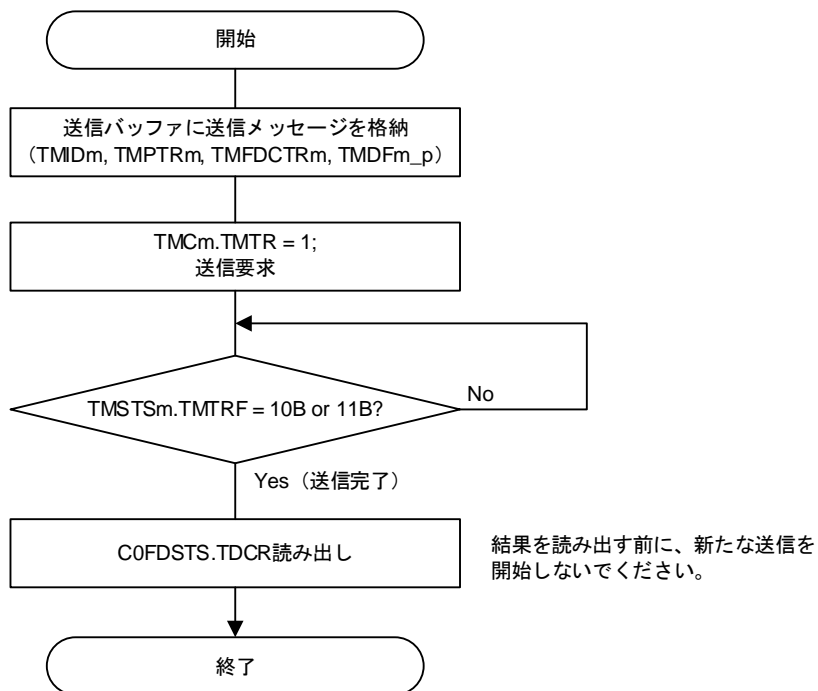 開始
送信バッファに送信メッセージを格納
（TMIDm, TMPTRm, TMFDCTRm, TMDFm_p）
TMCm.TMTR = 1;
送信要求
TMSTSm.TMTRF = 10B or 11B?
No
Yes（送信完了）
C0FDSTS.TDCR読み出し
結果を読み出す前に、新たな送信を
開始しないでください。
終了